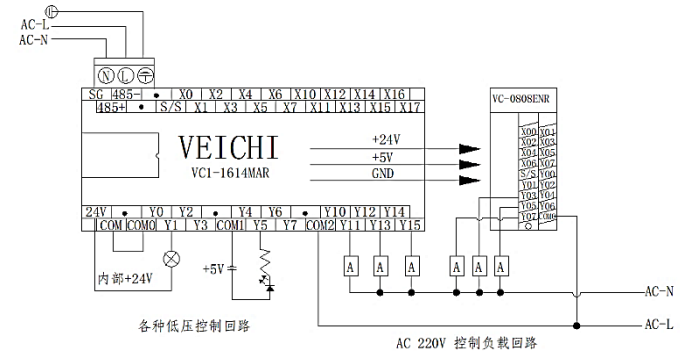 AC-L
AC-N
N L
SG 485- • X0 X2 X4 X6 X10 X12 X14 X16
485+ • S/S X1 X3 X5 X7 X11 X13 X15 X17
VC-0808ENR
VEICHI
VC1-1614MAR
+24V
+5V
GND
X00 X01
X02 X03
X04 X05
X06 X07
S/S Y00
Y01 Y02
Y03 Y04
Y05 Y06
Y07 COM0
24V • Y0 Y2 • Y4 Y6 • Y10 Y12 Y14
COM COM0 Y1 Y3 COM1 Y5 Y7 COM2 Y11 Y13 Y15
内部+24V
+5V
A A A A A A
AC-N
AC-L
各种低压控制回路
AC 220V 控制负载回路